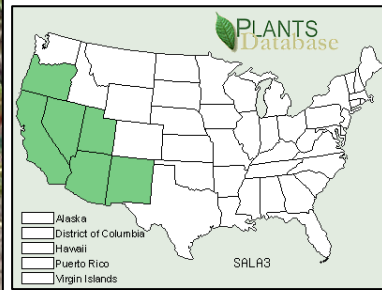 PLANTS
Database
Alaska
District of Columbia
Hawaii
Puerto Rico
Virgin Islands
SALA3